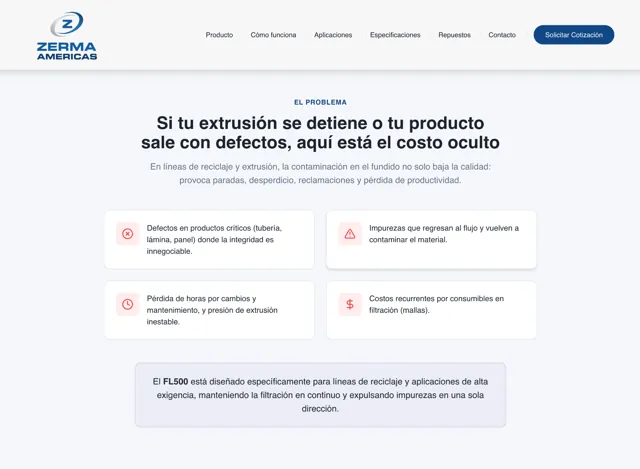 Z
ZERMA
AMERICAS
Producto
Cómo funciona
Aplicaciones
Especificaciones
Repuestos
Contacto
Solicitar Cotización
EL PROBLEMA
Si tu extrusión se detiene o tu producto
sale con defectos, aquí está el costo oculto
En líneas de reciclaje y extrusión, la contaminación en el fundido no solo baja la calidad:
provoca paradas, desperdicio, reclamaciones y pérdida de productividad.
Defectos en productos críticos (tubería,
lámina, panel) donde la integridad es
innegociable.
Impurezas que regresan al flujo y vuelven a
contaminar el material.
Pérdida de horas por cambios y
mantenimiento, y presión de extrusión
inestable.
Costos recurrentes por consumibles en
filtración (mallas).
El FL500 está diseñado específicamente para líneas de reciclaje y aplicaciones de alta
exigencia, manteniendo la filtración en continuo y expulsando impurezas en una sola
dirección.